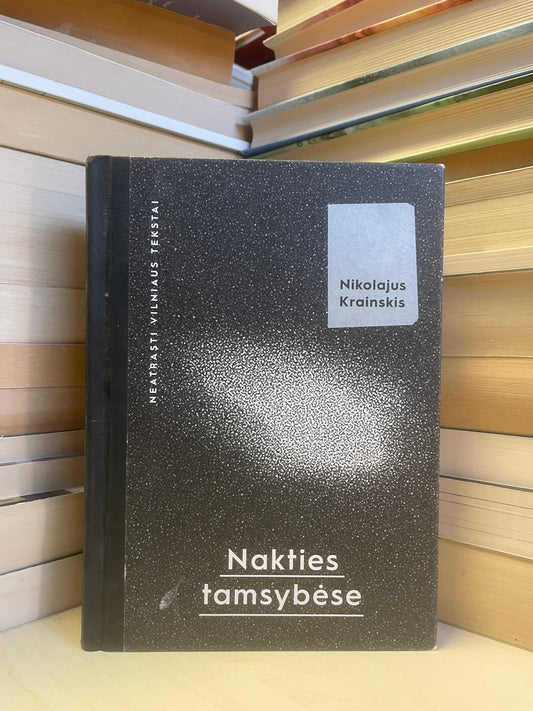 NEATRASTI VILNIAUS TEKSTAI
Nikolajus
Krainskis
Nakties
tamsybėse